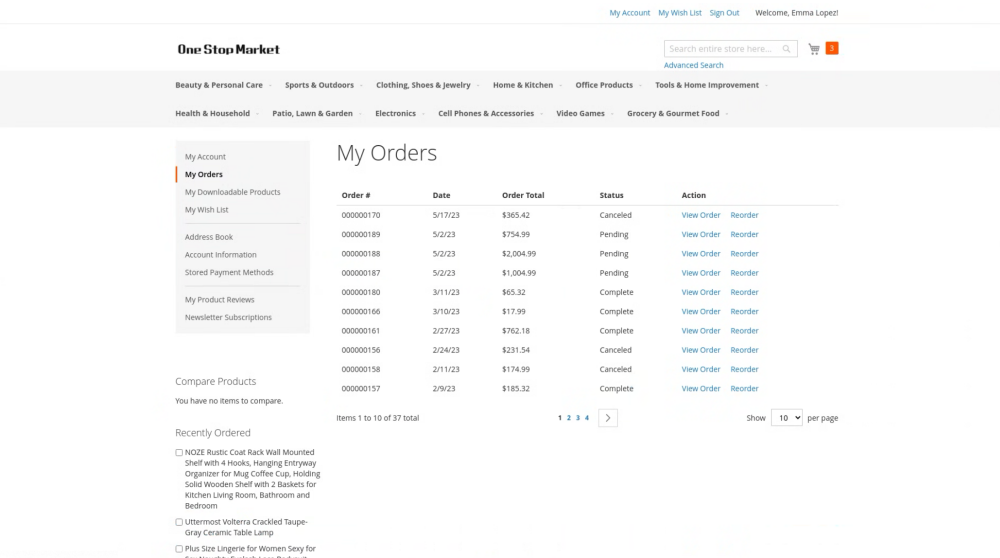 My Account My Wish List Sign Out Welcome, Emma Lopez!
One Stop Market
Search entire store here...
3
Advanced Search
Beauty & Personal Care Sports & Outdoors Clothing, Shoes & Jewelry Home & Kitchen Office Products Tools & Home Improvement
Health & Household Patio, Lawn & Garden Electronics Cell Phones & Accessories Video Games Grocery & Gourmet Food
My Account
My Orders
My Downloadable Products
My Wish List
Address Book
Account Information
Stored Payment Methods
My Product Reviews
Newsletter Subscriptions
My Orders
Order # Date Order Total Status Action
000000170 5/17/23 $365.42 Canceled View Order Reorder
000000189 5/2/23 $754.99 Pending View Order Reorder
000000188 5/2/23 $2,004.99 Pending View Order Reorder
000000187 5/2/23 $1,004.99 Pending View Order Reorder
000000180 3/11/23 $65.32 Complete View Order Reorder
000000166 3/10/23 $17.99 Complete View Order Reorder
000000161 2/27/23 $762.18 Complete View Order Reorder
000000156 2/24/23 $231.54 Canceled View Order Reorder
000000158 2/11/23 $174.99 Canceled View Order Reorder
000000157 2/9/23 $185.32 Complete View Order Reorder
Items 1 to 10 of 37 total 1 2 3 4 Show 10 per page
Compare Products
You have no items to compare.
Recently Ordered
NOZE Rustic Coat Rack Wall Mounted
Shelf with 4 Hooks, Hanging Entryway
Organizer for Mug Coffee Cup, Holding
Solid Wooden Shelf with 2 Baskets for
Kitchen Living Room, Bathroom and
Bedroom
Uttermost Volterra Crackled Taupe-
Gray Ceramic Table Lamp
Plus Size Lingerie for Women Sexy for